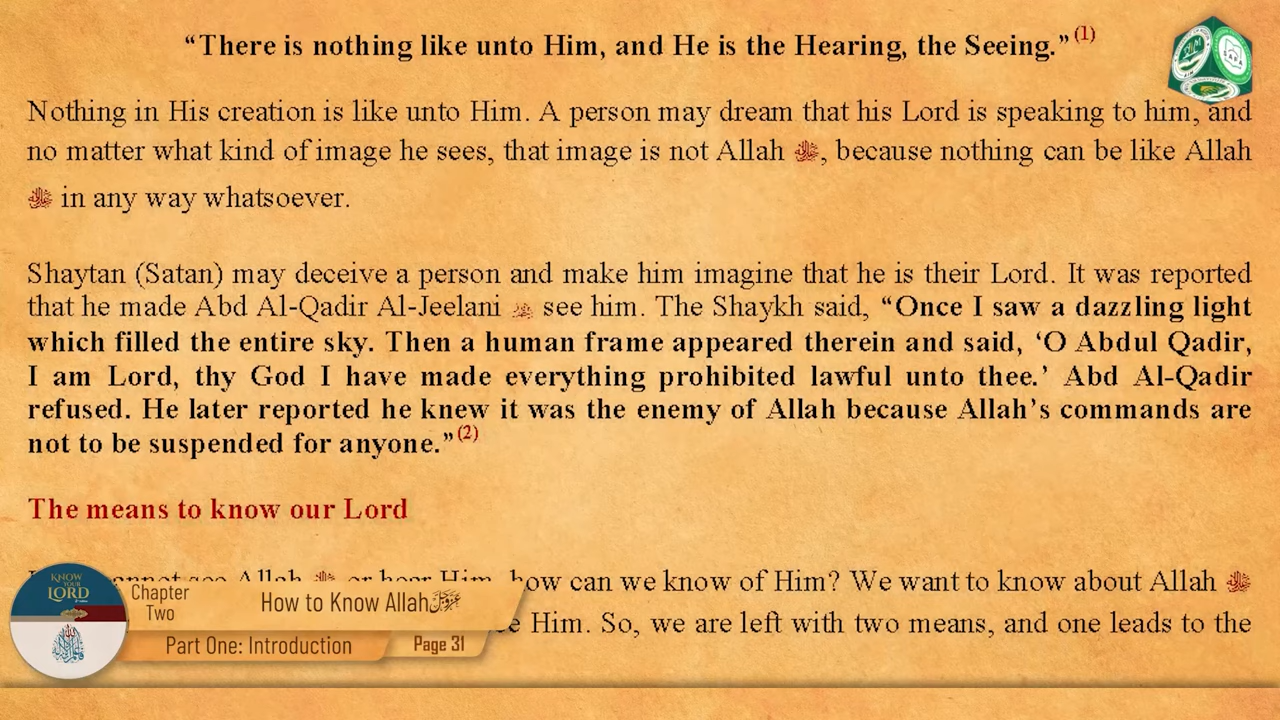 “There is nothing like unto Him, and He is the Hearing, the Seeing.” (1)
Nothing in His creation is like unto Him. A person may dream that his Lord is speaking to him, and
no matter what kind of image he sees, that image is not Allah ﷻ, because nothing can be like Allah
ﷻ in any way whatsoever.
Shaytan (Satan) may deceive a person and make him imagine that he is their Lord. It was reported
that he made Abd Al-Qadir Al-Jeelani see him. The Shaykh said, “Once I saw a dazzling light
which filled the entire sky. Then a human frame appeared therein and said, ‘O Abdul Qadir,
I am Lord, thy God I have made everything prohibited lawful unto thee.’ Abd Al-Qadir
refused. He later reported he knew it was the enemy of Allah because Allah’s commands are
not to be suspended for anyone.” (2)
The means to know our Lord
Allah ﷻ or hear Him, how can we know of Him? We want to know about Allah ﷻ
Him. So, we are left with two means, and one leads to the
KNOW
YOUR
LORD
Chapter
Two
How to Know Allah عز وجل
Part One: Introduction
Page 31